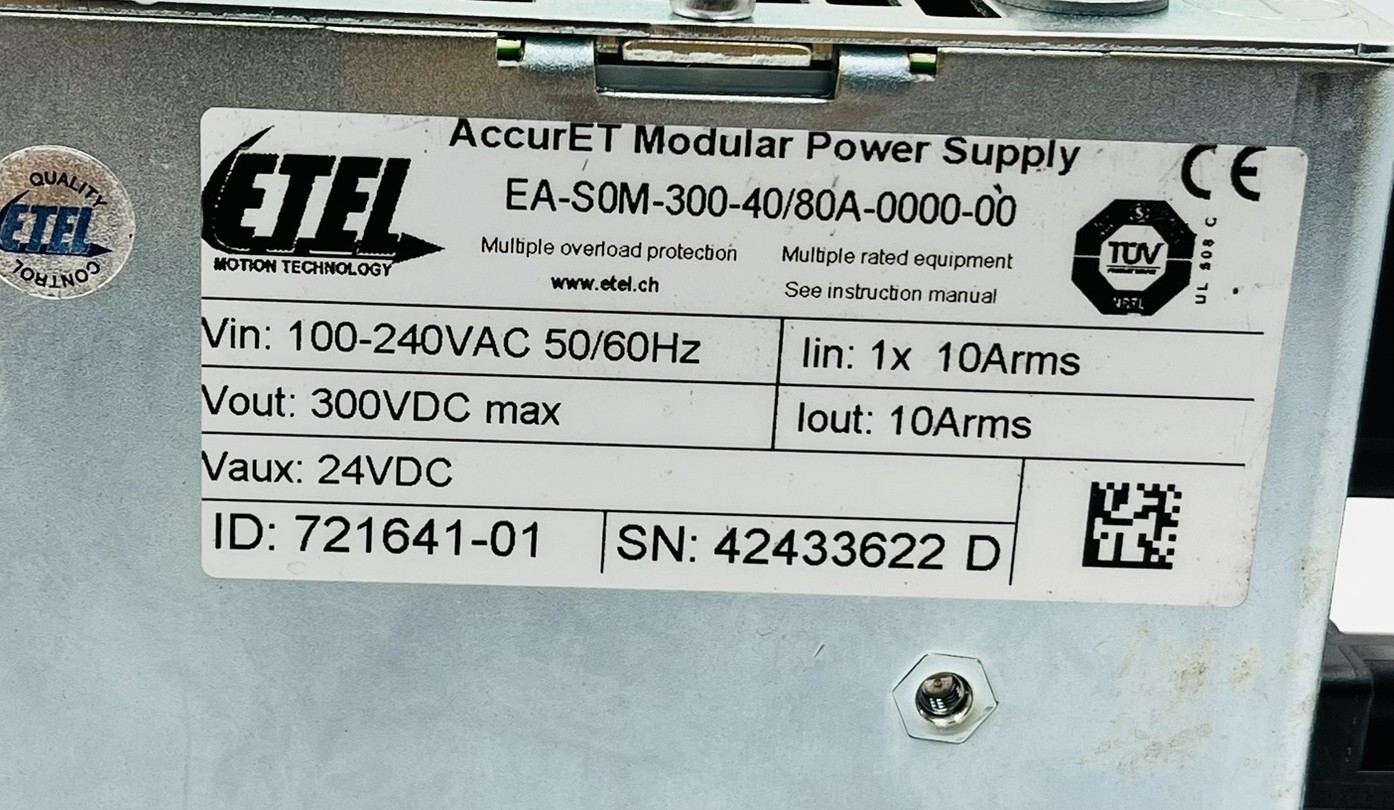 AccurET Modular Power Supply
CE
ETEL
MOTION TECHNOLOGY
EA-S0M-300-40/80A-0000-00
Multiple overload protection
Multiple rated equipment
www.etel.ch
See instruction manual
TÜV
UL 508 C
QUALITY
ETEL
CONTROL
Vin: 100-240VAC 50/60Hz
Iin: 1x 10Arms
Vout: 300VDC max
Iout: 10Arms
Vaux: 24VDC
ID: 721641-01
SN: 42433622 D